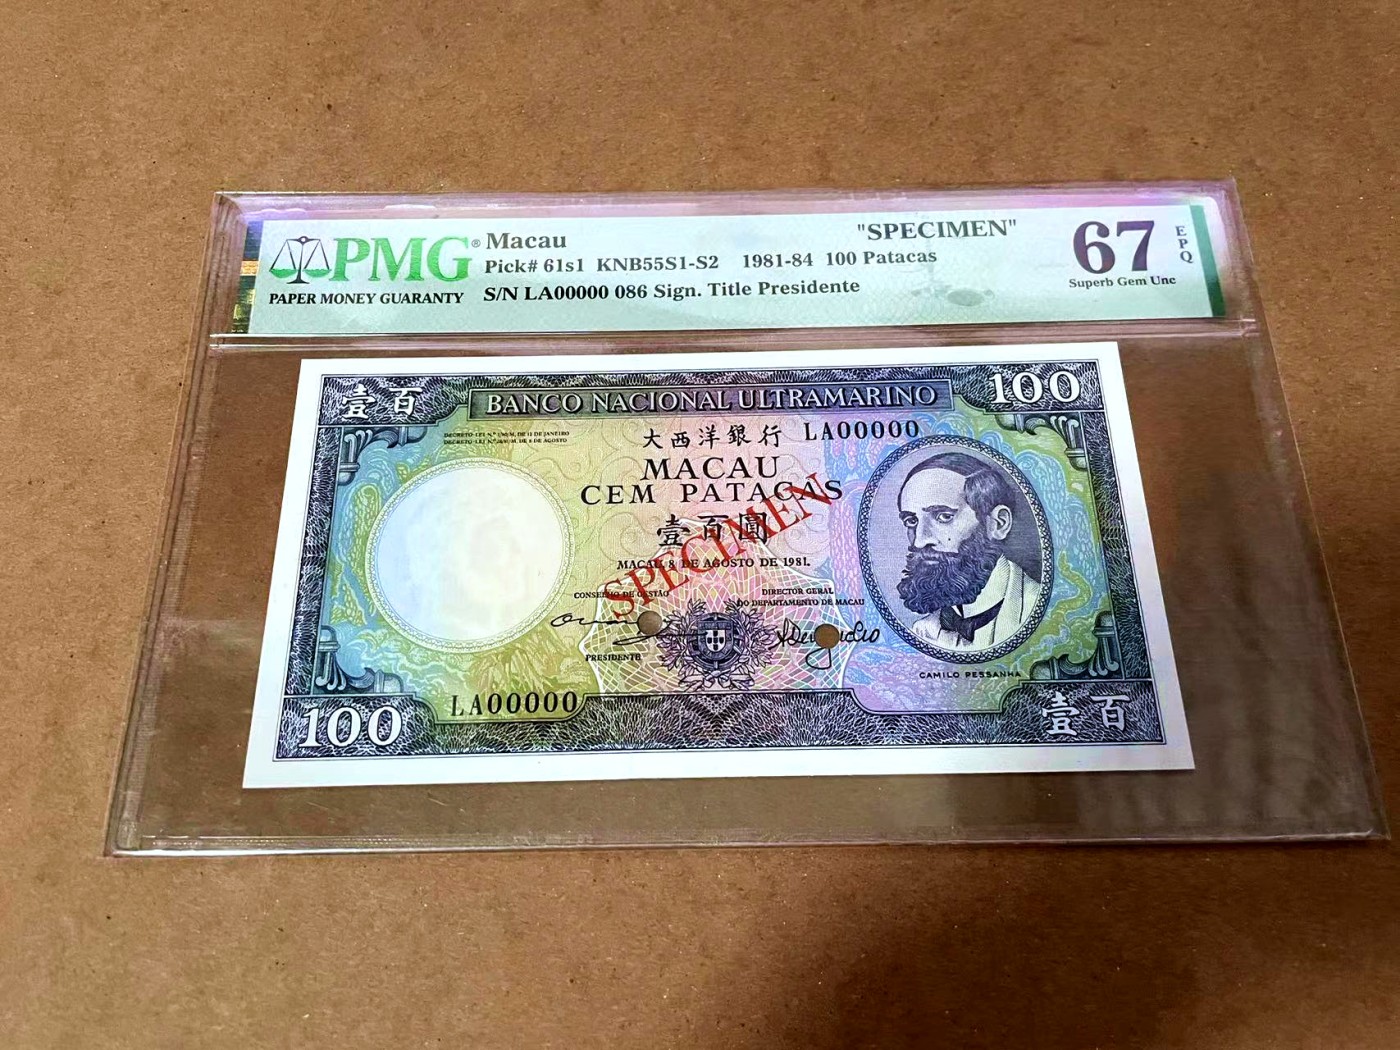 PMG®
PAPER MONEY GUARANTY
Macau
"SPECIMEN"
Pick# 61s1 KNB55S1-S2 1981-84 100 Patacas
S/N LA00000 086 Sign. Title Presidente
67
EPQ
Superb Gem Unc
壹百
BANCO NACIONAL ULTRAMARINO
100
大西洋銀行 LA00000
MACAU
CEM PATACAS
壹百圓
SPECIMEN
MACAU, 8 DE AGOSTO DE 1981.
CONSELHO DE GESTÃO
DIRECTOR GERAL
DO DEPARTAMENTO DE MACAU
PRESIDENTE
CAMILO PESSANHA
LA00000
100
壹百